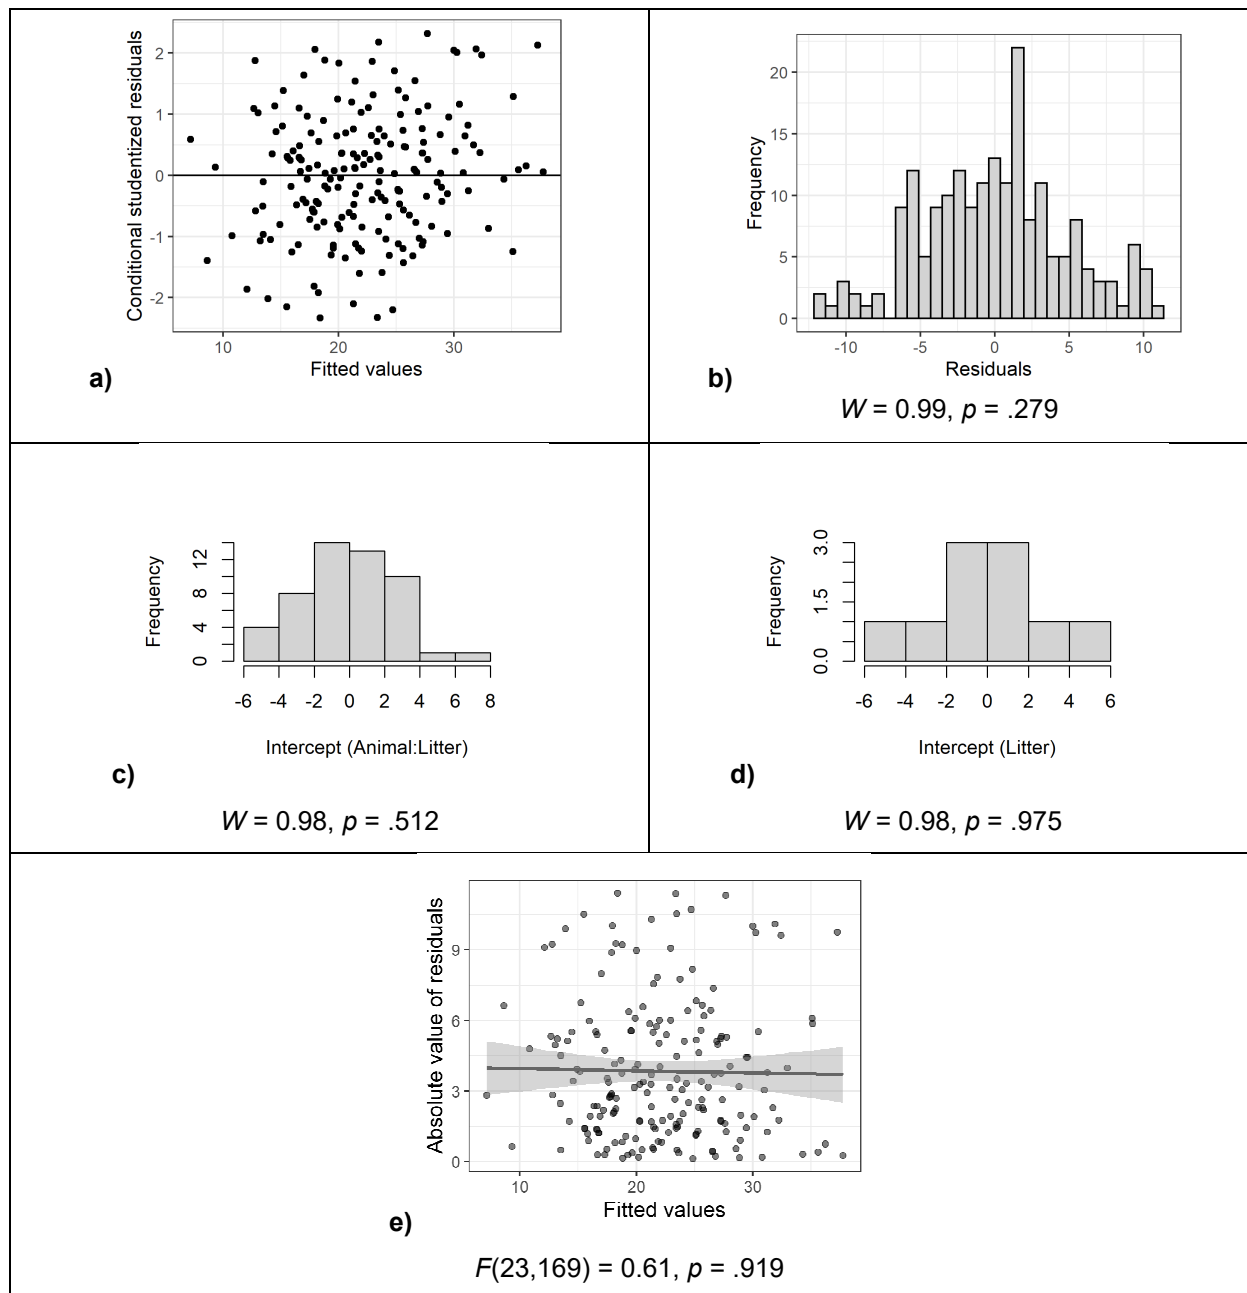 Conditional studentized residuals
2
1
0
-1
-2
10 20 30
Fitted values
a)
Frequency
20
15
10
5
0
-10 -5 0 5 10
Residuals
b)
W = 0.99, p = .279
Frequency
12
8
4
0
-6 -4 -2 0 2 4 6 8
Intercept (Animal:Litter)
c)
W = 0.98, p = .512
Frequency
3.0
1.5
0.0
-6 -4 -2 0 2 4 6
Intercept (Litter)
d)
W = 0.98, p = .975
Absolute value of residuals
9
6
3
0
10 20 30
Fitted values
e)
F(23,169) = 0.61, p = .919